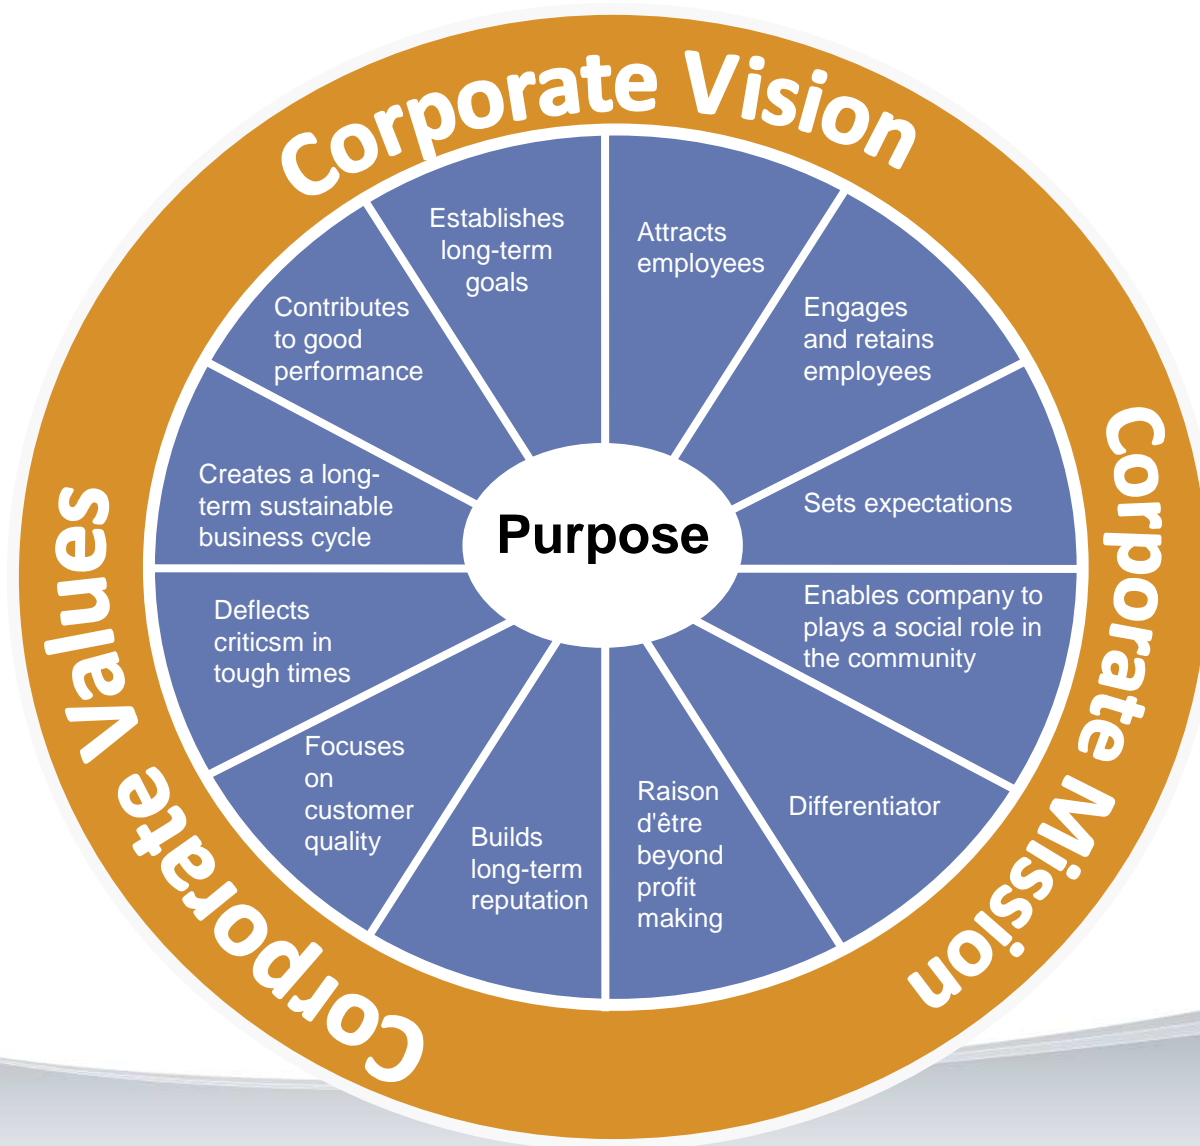 Corporate Vision
Establishes
long-term
goals
Attracts
employees
Engages
and retains
employees
Sets expectations
Enables company to
plays a social role in
the community
Differentiator
Raison
d'être
beyond
profit
making
Builds
long-term
reputation
Focuses
on
customer
quality
Deflects
criticsm in
tough times
Creates a long-
term sustainable
business cycle
Contributes
to good
performance
Purpose
Corporate Mission
Corporate Values